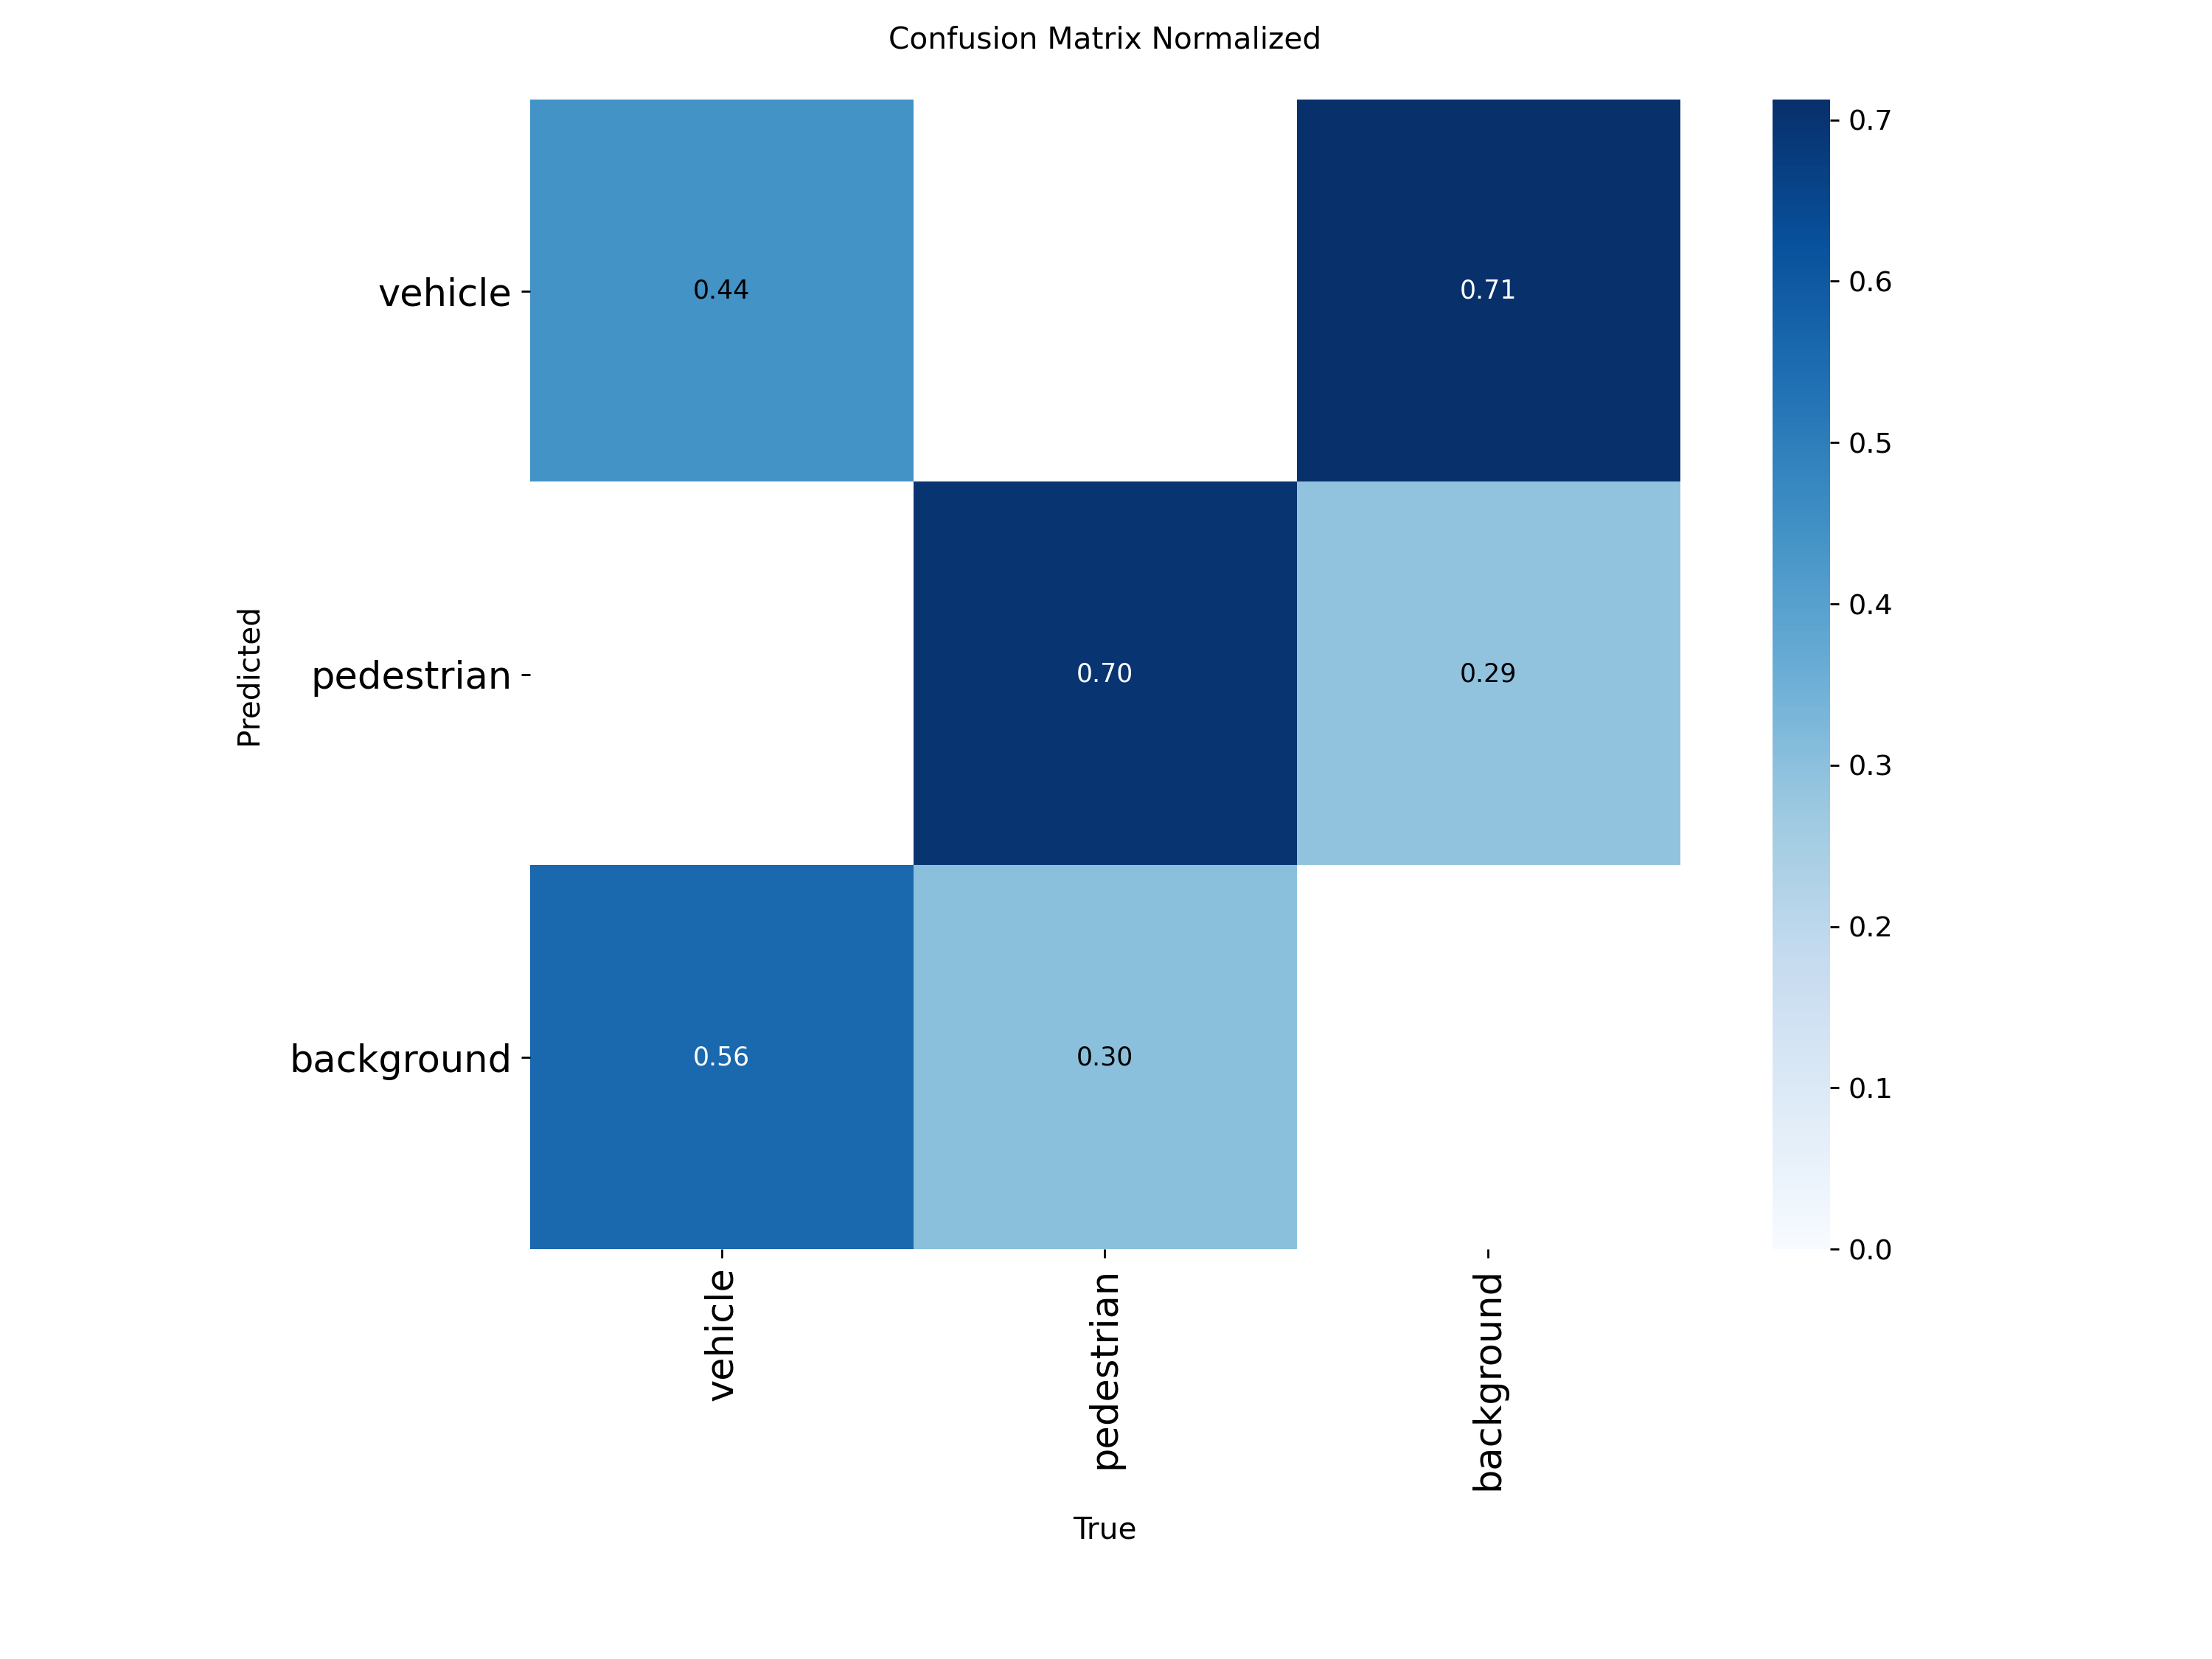 Confusion Matrix Normalized
vehicle
pedestrian
background
Predicted
0.44
0.71
0.70
0.29
0.56
0.30
vehicle
pedestrian
background
True
0.7
0.6
0.5
0.4
0.3
0.2
0.1
0.0